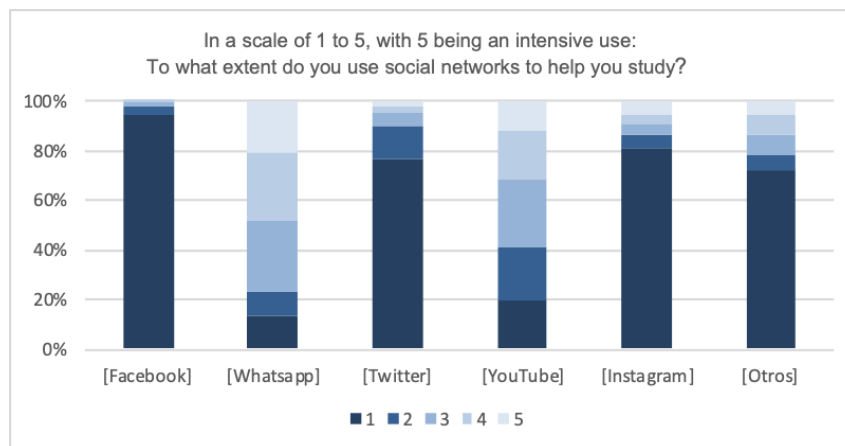 In a scale of 1 to 5, with 5 being an intensive use:
To what extent do you use social networks to help you study?
100%
80%
60%
40%
20%
0%
[Facebook] [Whatsapp] [Twitter] [YouTube] [Instagram] [Otros]
1 2 3 4 5